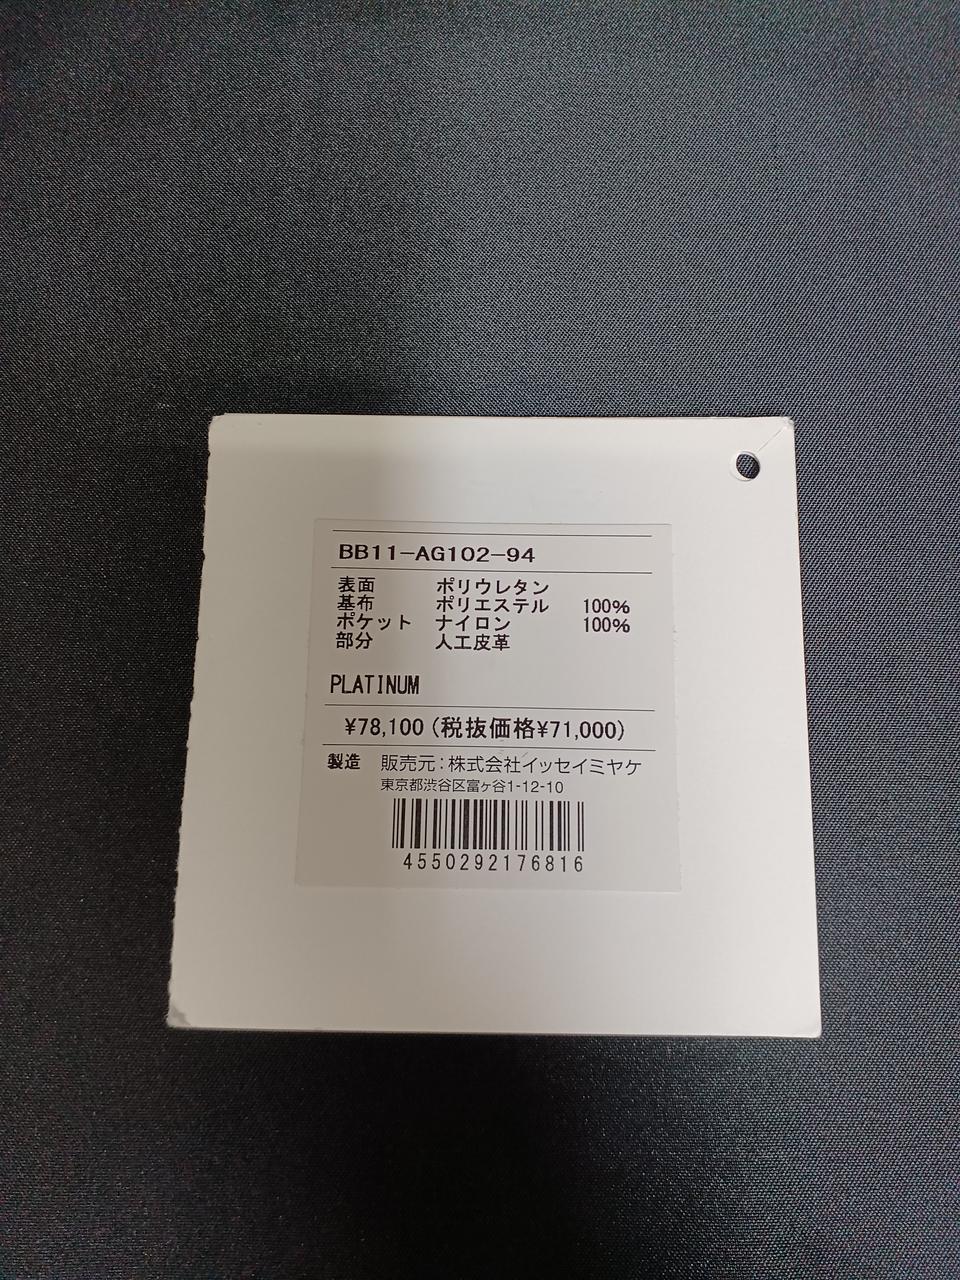 BB11-AG102-94
表面 ポリウレタン
基布 ポリエステル 100%
ポケット ナイロン 100%
部分 人工皮革
PLATINUM
¥78,100 (税抜価格¥71,000)
製造 販売元:株式会社イッセイミヤケ
東京都渋谷区富ヶ谷1-12-10
4550292176816